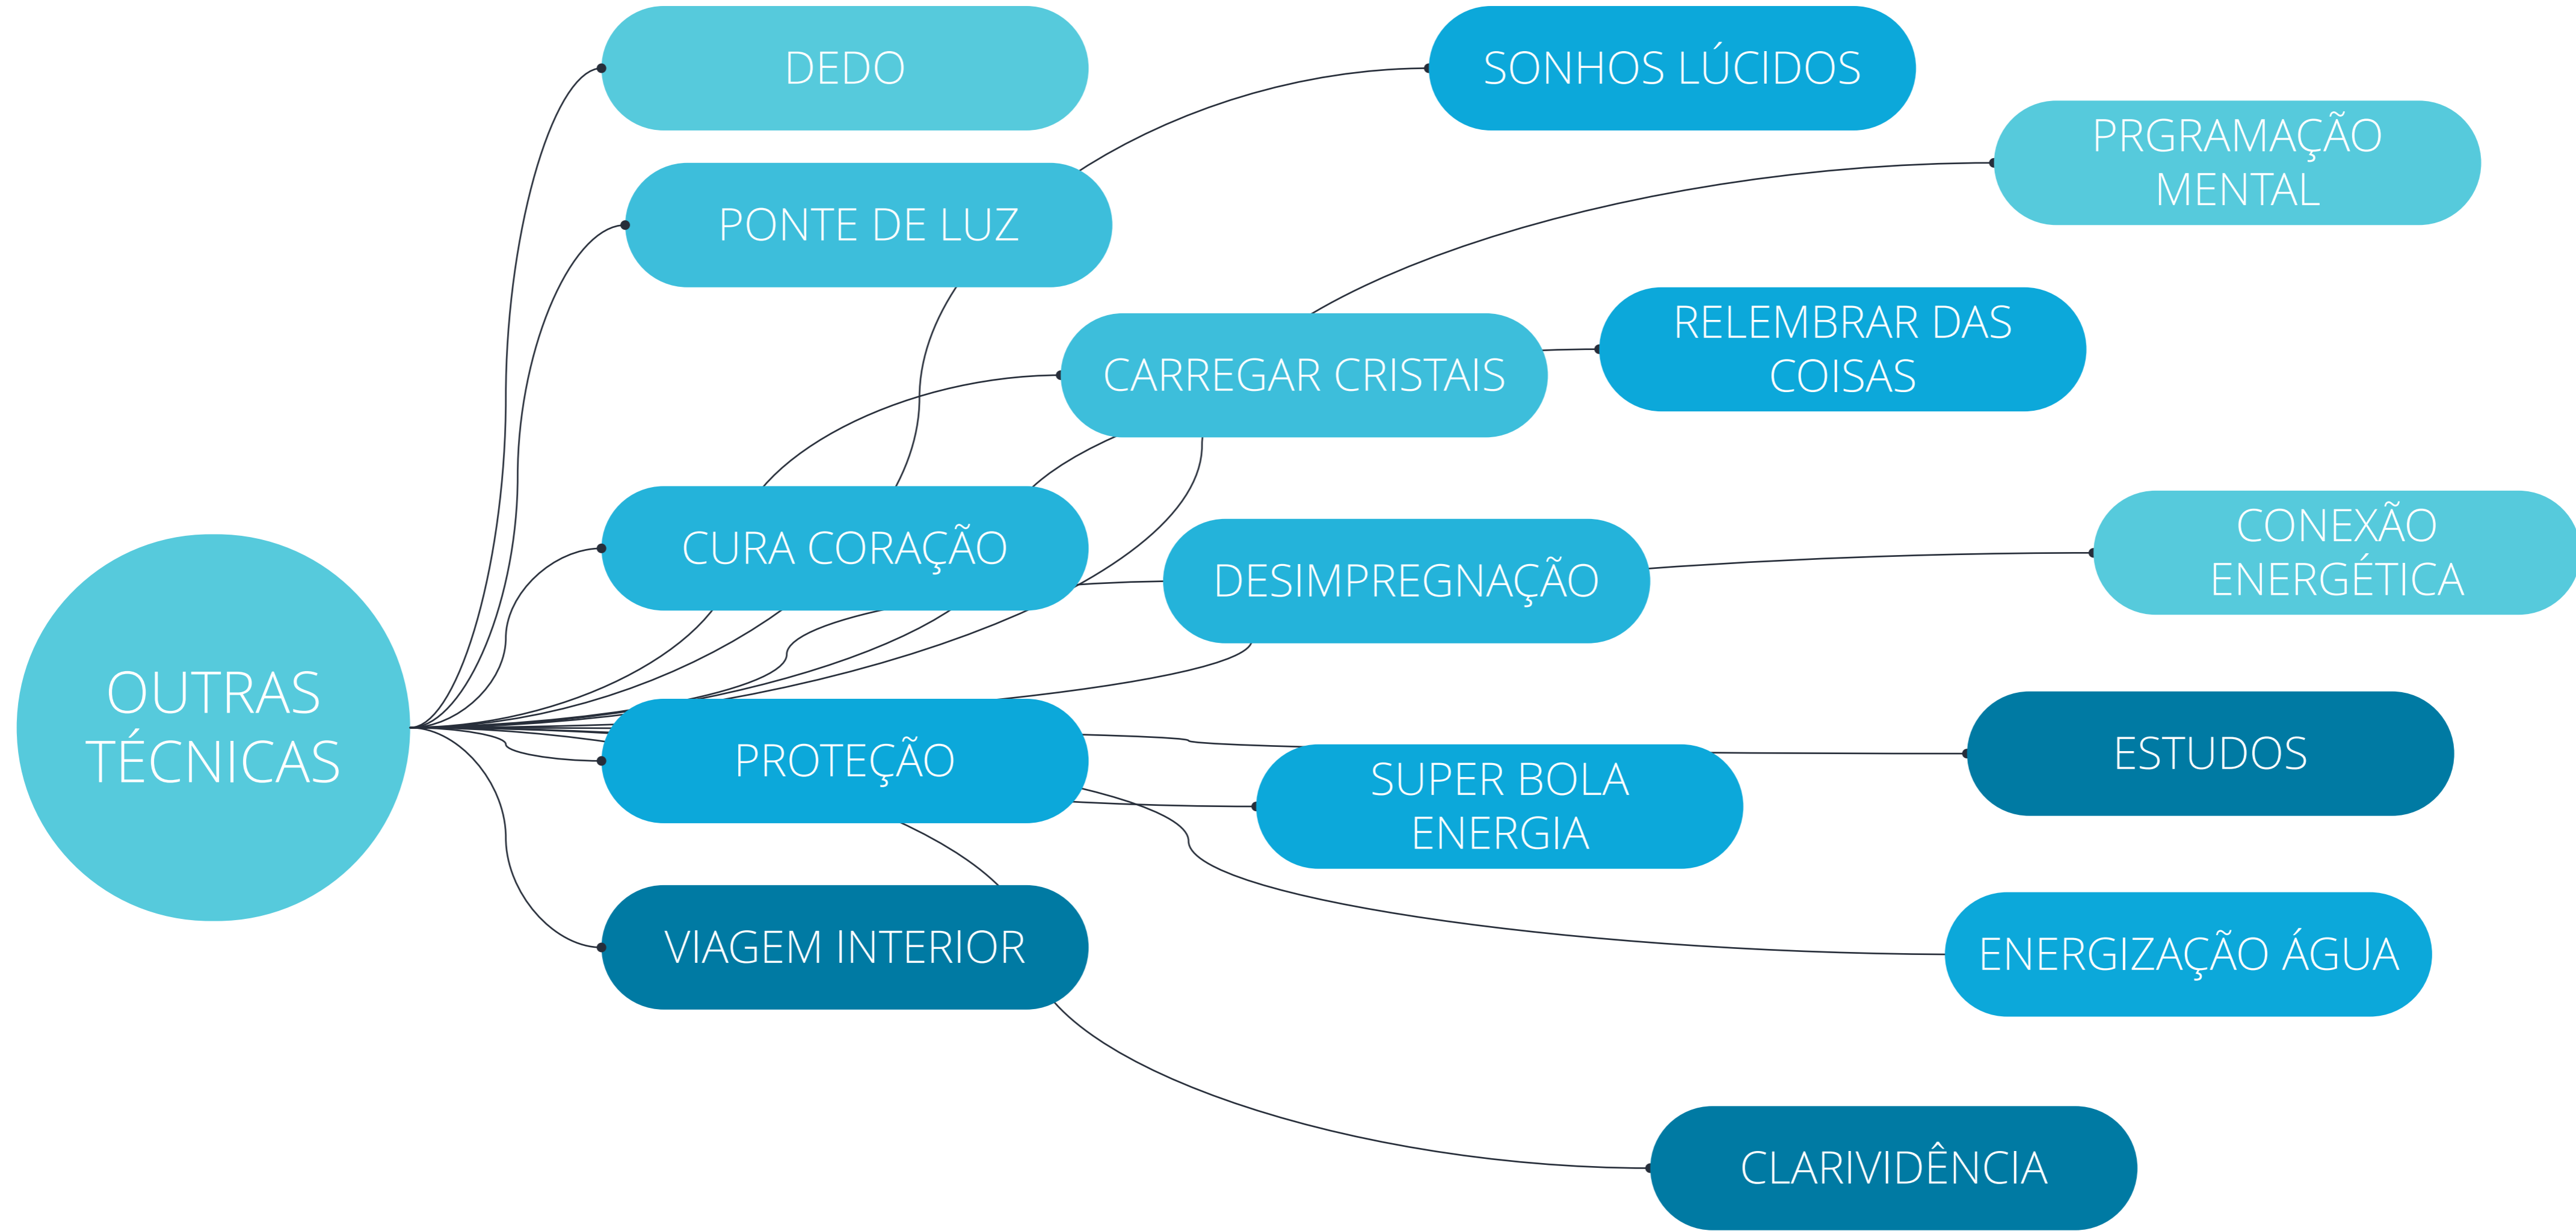 DEDO
SONHOS LÚCIDOS
PRGRAMAÇÃO
MENTAL
PONTE DE LUZ
RELEMBRAR DAS
COISAS
CARREGAR CRISTAIS
CURA CORAÇÃO
DESIMPREGNAÇÃO
CONEXÃO
ENERGÉTICA
OUTRAS
TÉCNICAS
PROTEÇÃO
SUPER BOLA
ENERGIA
ESTUDOS
VIAGEM INTERIOR
ENERGIZAÇÃO ÁGUA
CLARIVIDÊNCIA